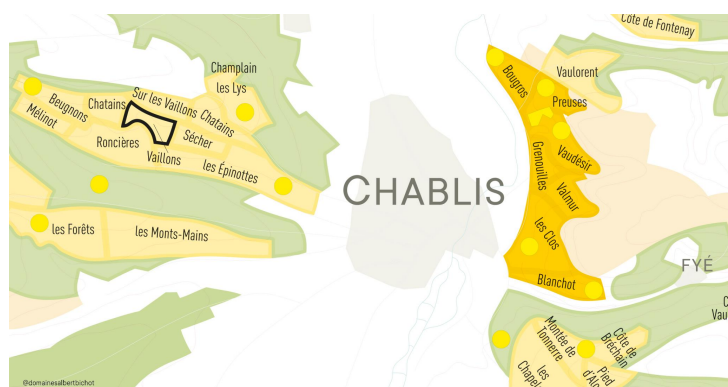 Côte de Fontenay
Champlain
les Lys
Vaulorent
Bougros
Preuses
Sur les Vaillons
Chatains
Chatains
Beugnons
Mélinot
Sécher
Roncières
Vaillons
les Épinottes
Vaudésir
Grenouilles
Valmur
CHABLIS
les Clos
les Forêts
les Monts-Mains
FYÉ
Blanchot
C
Vau
Montée de
Tonnerre
Côte de
Bréchain
les
Chape
Pied
d'Al
@domainesalbertbichot